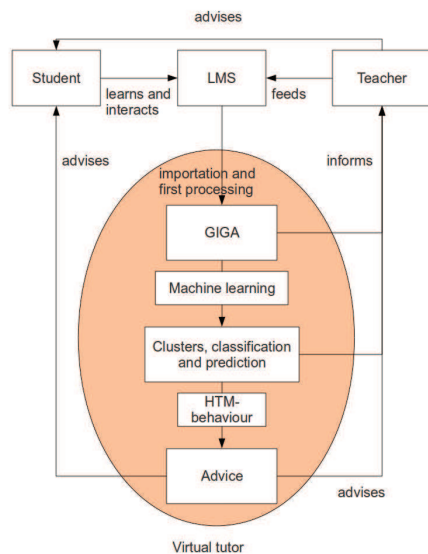 advises
Student
LMS
Teacher
learns and
interacts
feeds
advises
informs
importation and
first processing
GIGA
Machine learning
Clusters, classification
and prediction
HTM-
behaviour
Advice
advises
Virtual tutor